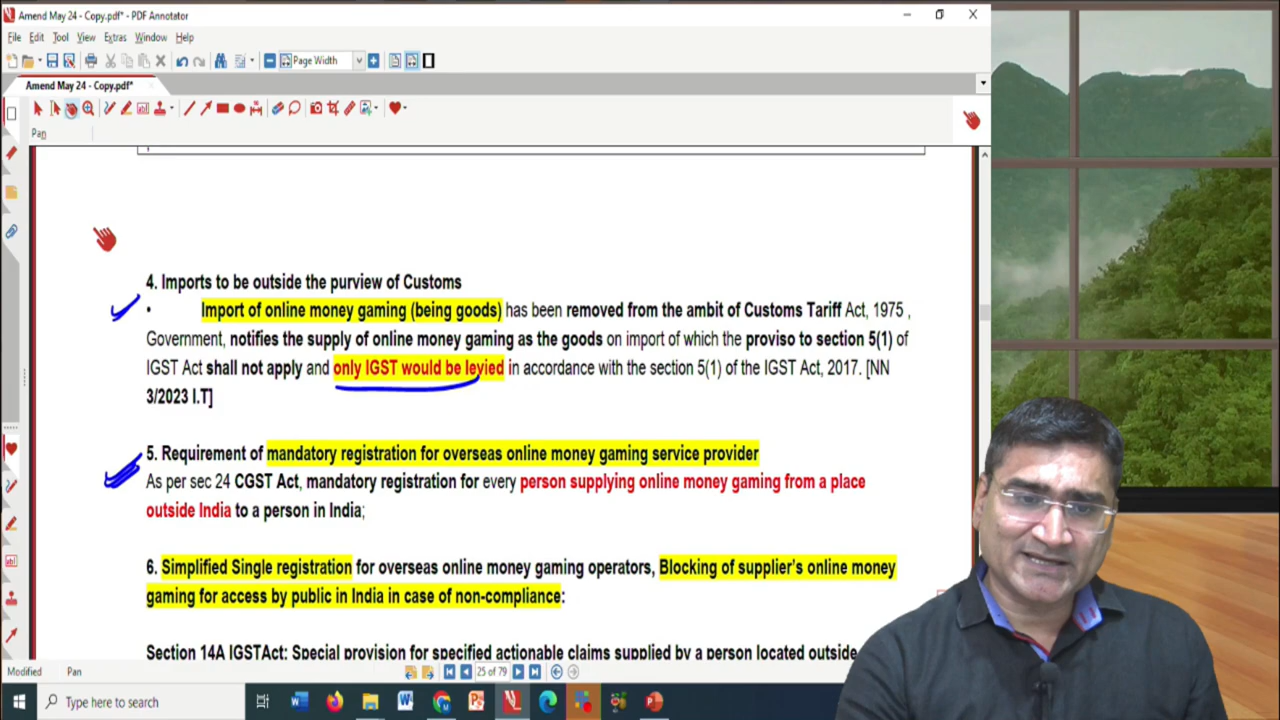 Amend May 24 - Copy.pdf* - PDF Annotator
File Edit Tool View Extras Window Help
Page Width
Amend May 24 - Copy.pdf*
Pan
4. Imports to be outside the purview of Customs
• Import of online money gaming (being goods) has been removed from the ambit of Customs Tariff Act, 1975 ,
Government, notifies the supply of online money gaming as the goods on import of which the proviso to section 5(1) of
IGST Act shall not apply and only IGST would be levied in accordance with the section 5(1) of the IGST Act, 2017. [NN
3/2023 I.T]
5. Requirement of mandatory registration for overseas online money gaming service provider
As per sec 24 CGST Act, mandatory registration for every person supplying online money gaming from a place
outside India to a person in India;
6. Simplified Single registration for overseas online money gaming operators, Blocking of supplier's online money
gaming for access by public in India in case of non-compliance:
Section 14A IGSTAct: Special provision for specified actionable claims supplied by a person located outside
Modified Pan 25 of 79
Type here to search